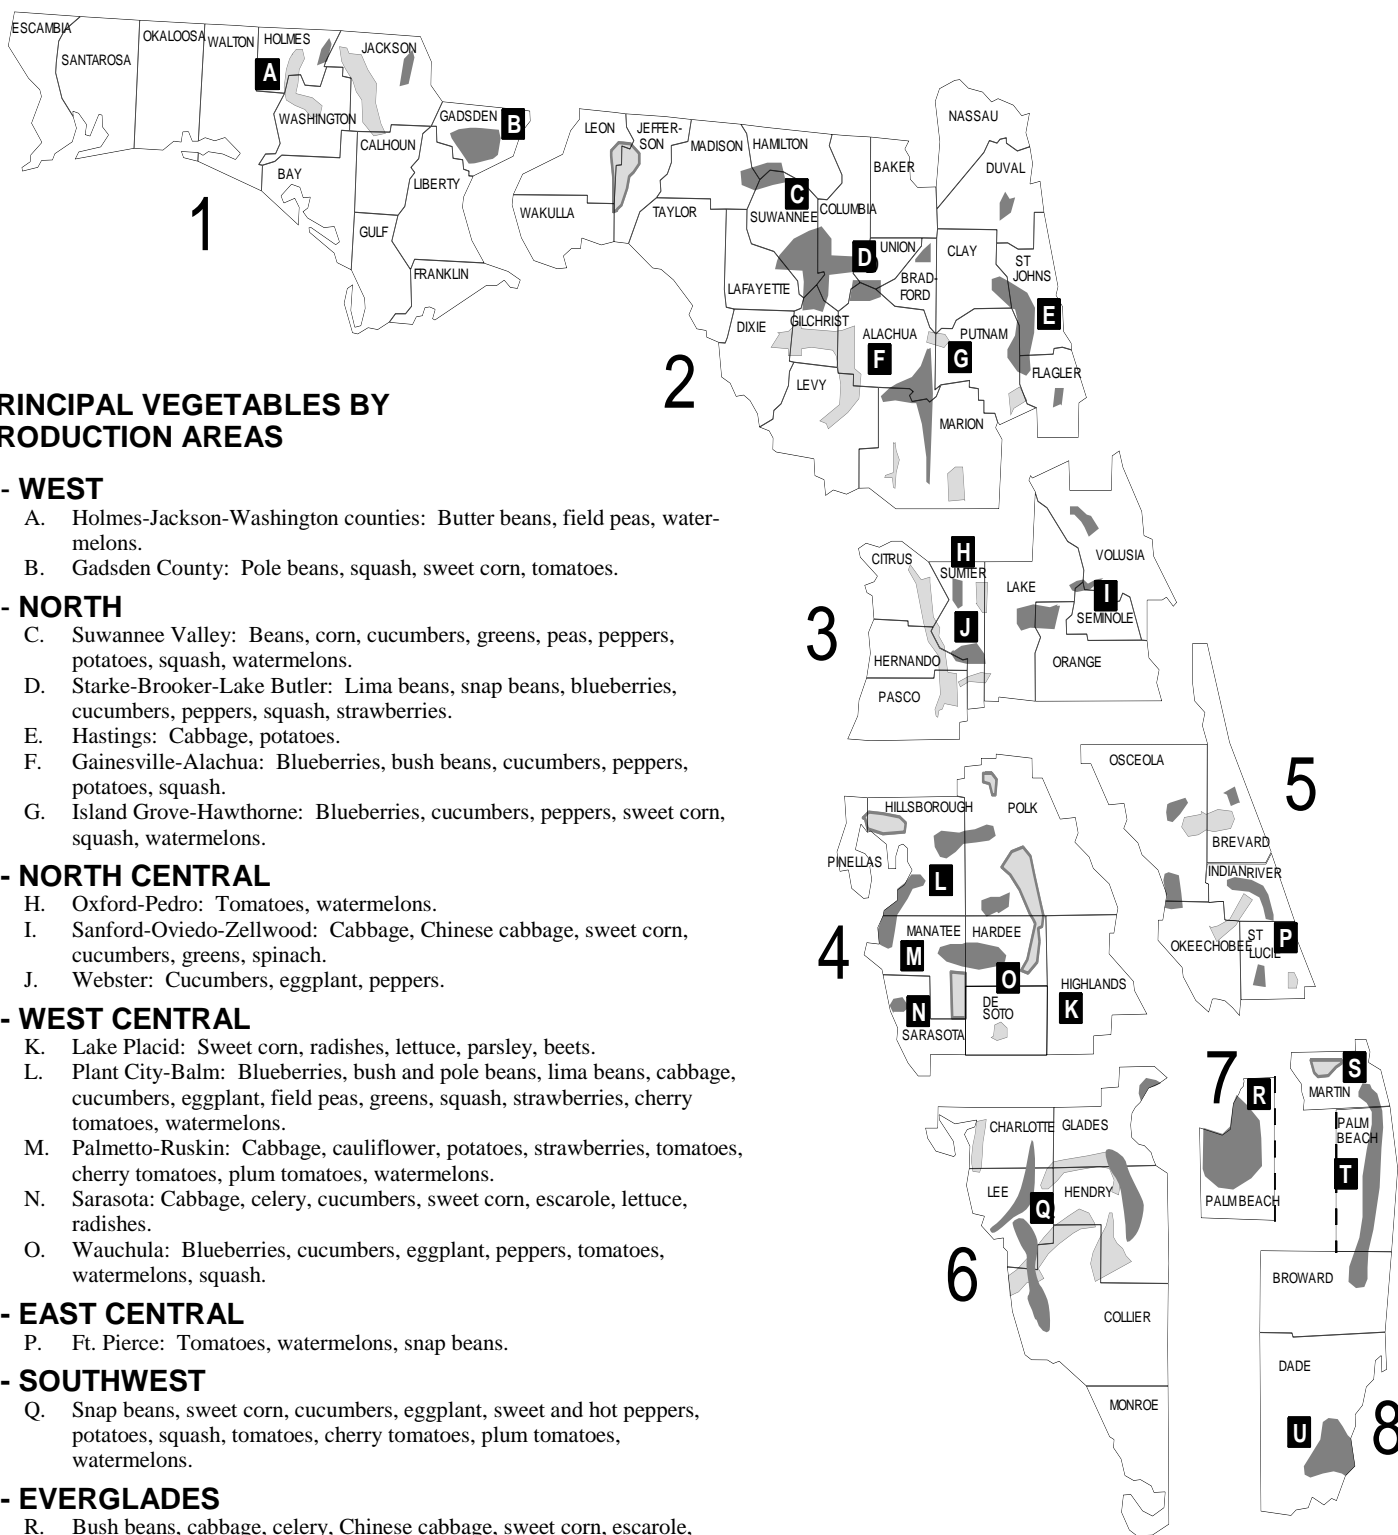 ESCAMBIA
SANTAROSA
OKALOOSA
WALTON
HOLMES
JACKSON
A
WASHINGTON
GADSDEN
B
CALHOUN
BAY
LIBERTY
GULF
FRANKLIN
1
LEON
JEFFER-
SON
MADISON
HAMILTON
BAKER
NASSAU
DUVAL
WAKULLA
TAYLOR
C
SUWANNEE
COLUMBIA
D
UNION
CLAY
ST
JOHNS
LAFAYETTE
BRAD-
FORD
DIXIE
GILCHRIST
ALACHUA
PUTNAM
E
F
G
FLAGLER
LEVY
MARION
2
RINCIPAL VEGETABLES BY
RODUCTION AREAS
- WEST
A. Holmes-Jackson-Washington counties: Butter beans, field peas, water-
melons.
B. Gadsden County: Pole beans, squash, sweet corn, tomatoes.
- NORTH
C. Suwannee Valley: Beans, corn, cucumbers, greens, peas, peppers,
potatoes, squash, watermelons.
D. Starke-Brooker-Lake Butler: Lima beans, snap beans, blueberries,
cucumbers, peppers, squash, strawberries.
E. Hastings: Cabbage, potatoes.
F. Gainesville-Alachua: Blueberries, bush beans, cucumbers, peppers,
potatoes, squash.
G. Island Grove-Hawthorne: Blueberries, cucumbers, peppers, sweet corn,
squash, watermelons.
- NORTH CENTRAL
H. Oxford-Pedro: Tomatoes, watermelons.
I. Sanford-Oviedo-Zellwood: Cabbage, Chinese cabbage, sweet corn,
cucumbers, greens, spinach.
J. Webster: Cucumbers, eggplant, peppers.
- WEST CENTRAL
K. Lake Placid: Sweet corn, radishes, lettuce, parsley, beets.
L. Plant City-Balm: Blueberries, bush and pole beans, lima beans, cabbage,
cucumbers, eggplant, field peas, greens, squash, strawberries, cherry
tomatoes, watermelons.
M. Palmetto-Ruskin: Cabbage, cauliflower, potatoes, strawberries, tomatoes,
cherry tomatoes, plum tomatoes, watermelons.
N. Sarasota: Cabbage, celery, cucumbers, sweet corn, escarole, lettuce,
radishes.
O. Wauchula: Blueberries, cucumbers, eggplant, peppers, tomatoes,
watermelons, squash.
- EAST CENTRAL
P. Ft. Pierce: Tomatoes, watermelons, snap beans.
- SOUTHWEST
Q. Snap beans, sweet corn, cucumbers, eggplant, sweet and hot peppers,
potatoes, squash, tomatoes, cherry tomatoes, plum tomatoes,
watermelons.
- EVERGLADES
R. Bush beans, cabbage, celery, Chinese cabbage, sweet corn, escarole,
CITRUS
H
SUMTER
VOLUSIA
LAKE
I
SEMINOLE
J
HERNANDO
ORANGE
PASCO
3
OSCEOLA
5
HILLSBOROUGH
POLK
PINELLAS
BREVARD
L
INDIANRIVER
MANATEE
HARDEE
4
M
OKEECHOBEE
ST
LUCIE
P
O
HIGHLANDS
N
DE
SOTO
K
SARASOTA
7
R
S
MARTIN
CHARLOTTE
GLADES
PALM
BEACH
T
LEE
HENDRY
Q
PALMBEACH
6
BROWARD
COLLIER
DADE
MONROE
U
8